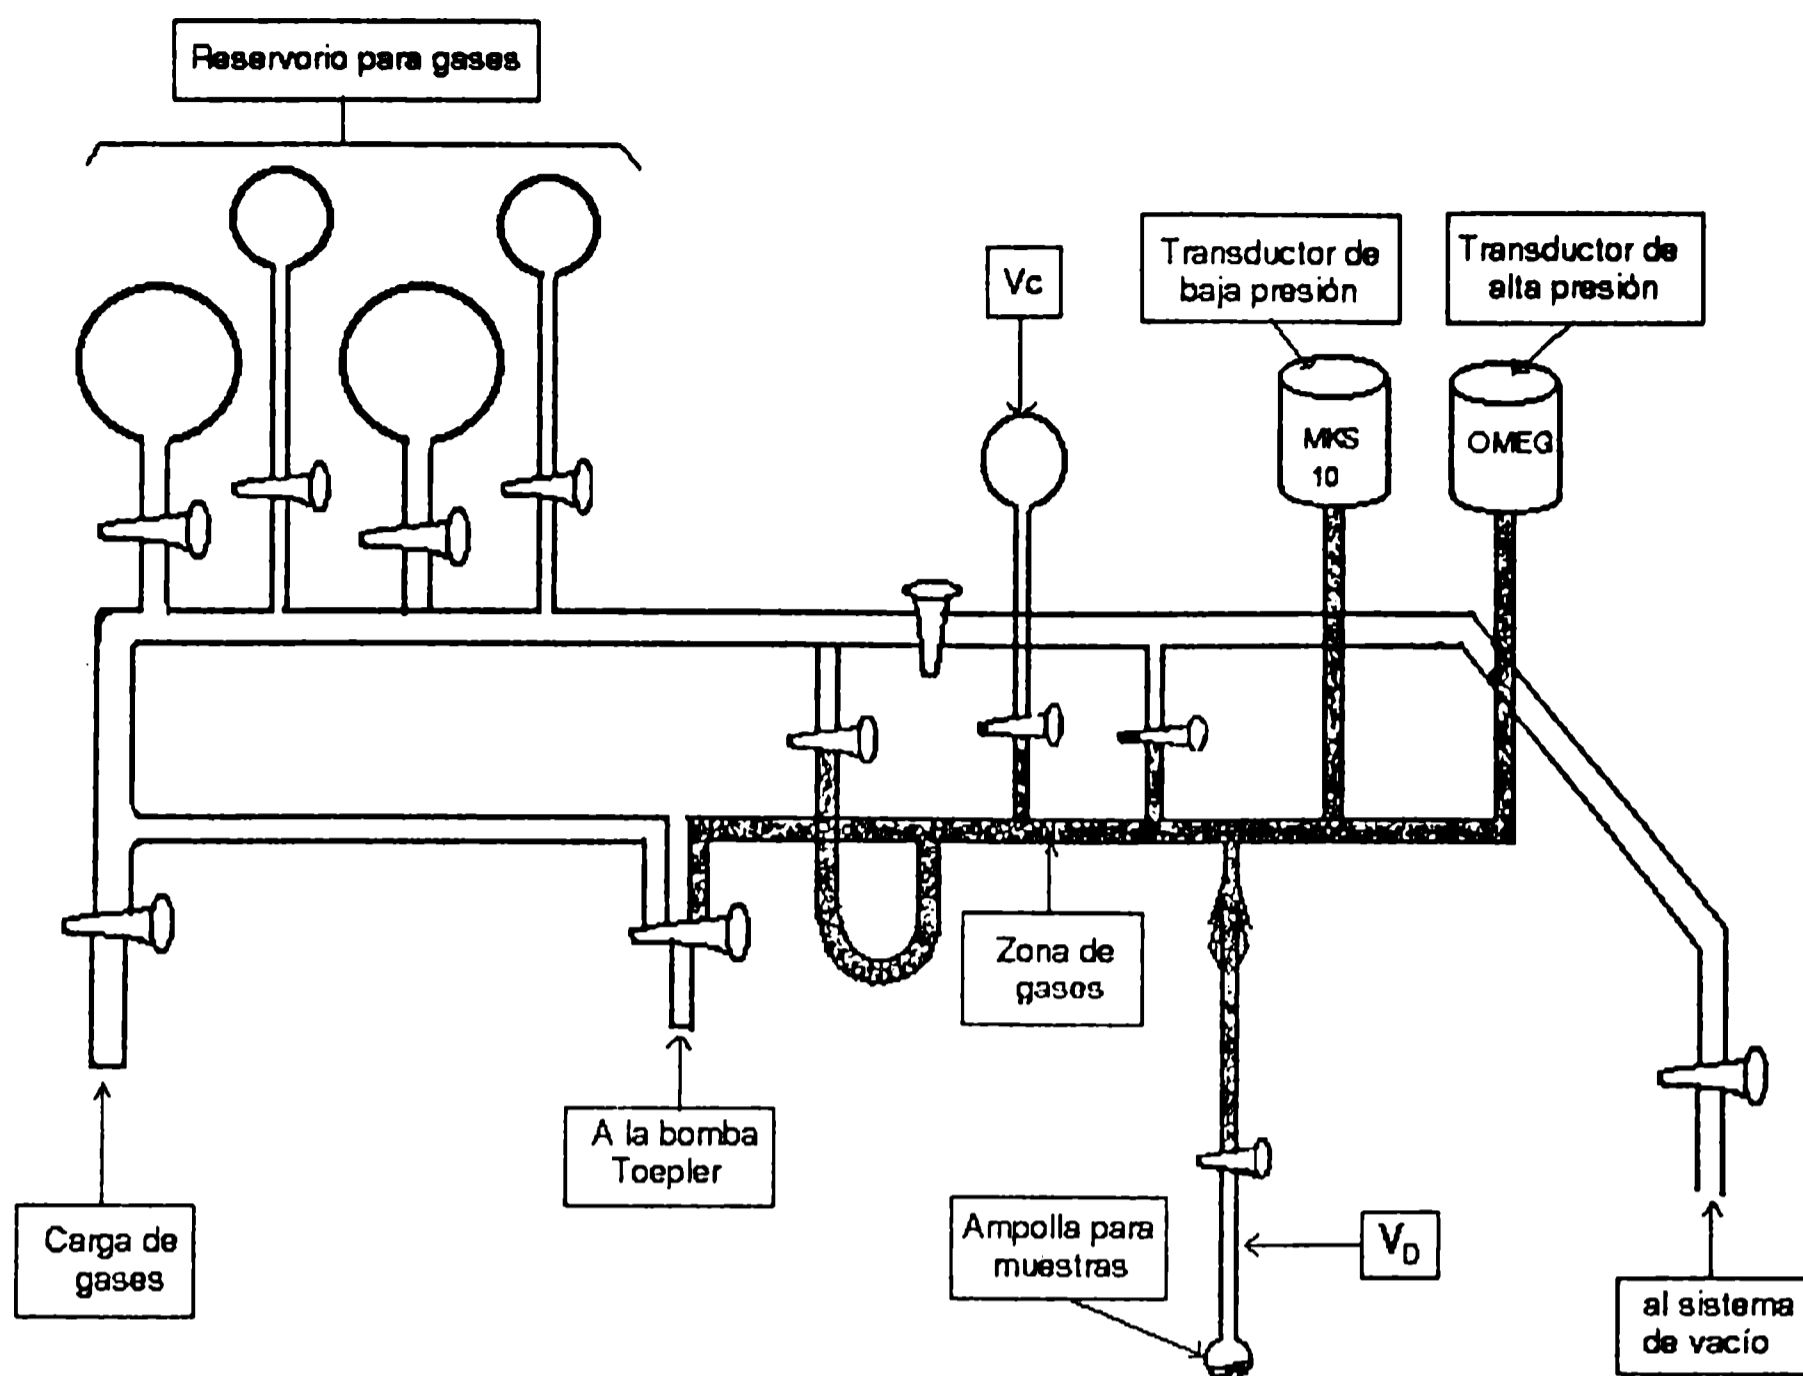 Reservorio para gases
Vc
Transductor de
baja presión
Transductor de
alta presión
MKS
10
OMEG
Zona de
gases
A la bomba
Toepler
Carga de
gases
Ampolla para
muestras
V_D
al sistema
de vacío